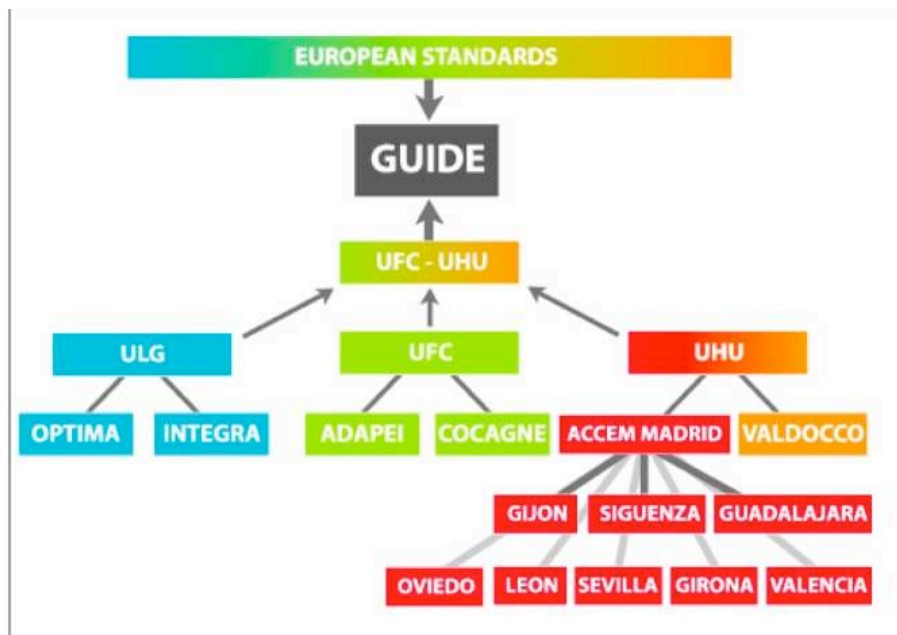 EUROPEAN STANDARDS
GUIDE
UFC - UHU
ULG
UFC
UHU
OPTIMA
INTEGRA
ADAPEI
COCAGNE
ACCEM MADRID
VALDOCCO
GIJON
SIGUENZA
GUADALAJARA
OVIEDO
LEON
SEVILLA
GIRONA
VALENCIA